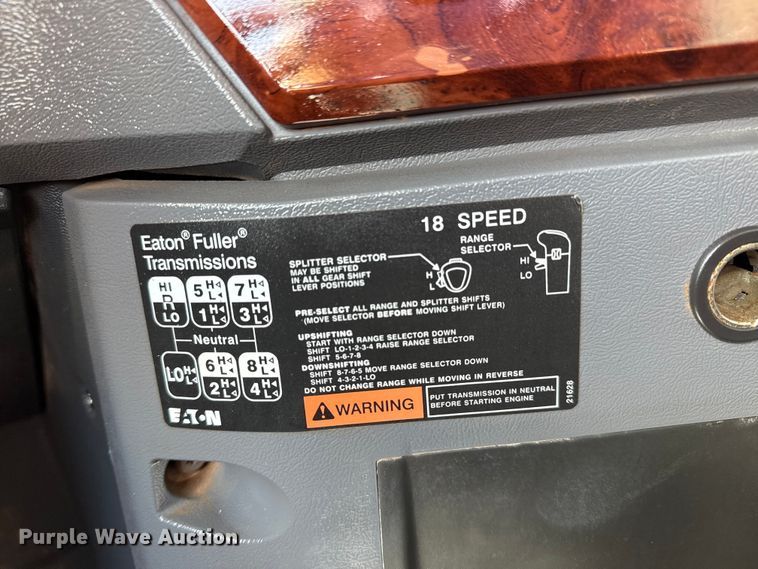 18 SPEED
Eaton® Fuller®
Transmissions
HI
R
LO
5 H L
1 H L
7 H L
3 H L
Neutral
LO H L
6 H L
2 H L
8 H L
4 H L
EATON
SPLITTER SELECTOR
MAY BE SHIFTED
IN ALL GEAR SHIFT
LEVER POSITIONS
H
L
RANGE
SELECTOR
HI
LO
PRE-SELECT ALL RANGE AND SPLITTER SHIFTS
(MOVE SELECTOR BEFORE MOVING SHIFT LEVER)
UPSHIFTING
START WITH RANGE SELECTOR DOWN
SHIFT LO-1-2-3-4 RAISE RANGE SELECTOR
SHIFT 5-6-7-8
DOWNSHIFTING
SHIFT 8-7-6-5 MOVE RANGE SELECTOR DOWN
SHIFT 4-3-2-1-LO
DO NOT CHANGE RANGE WHILE MOVING IN REVERSE
WARNING
PUT TRANSMISSION IN NEUTRAL
BEFORE STARTING ENGINE
21628
Purple Wave Auction